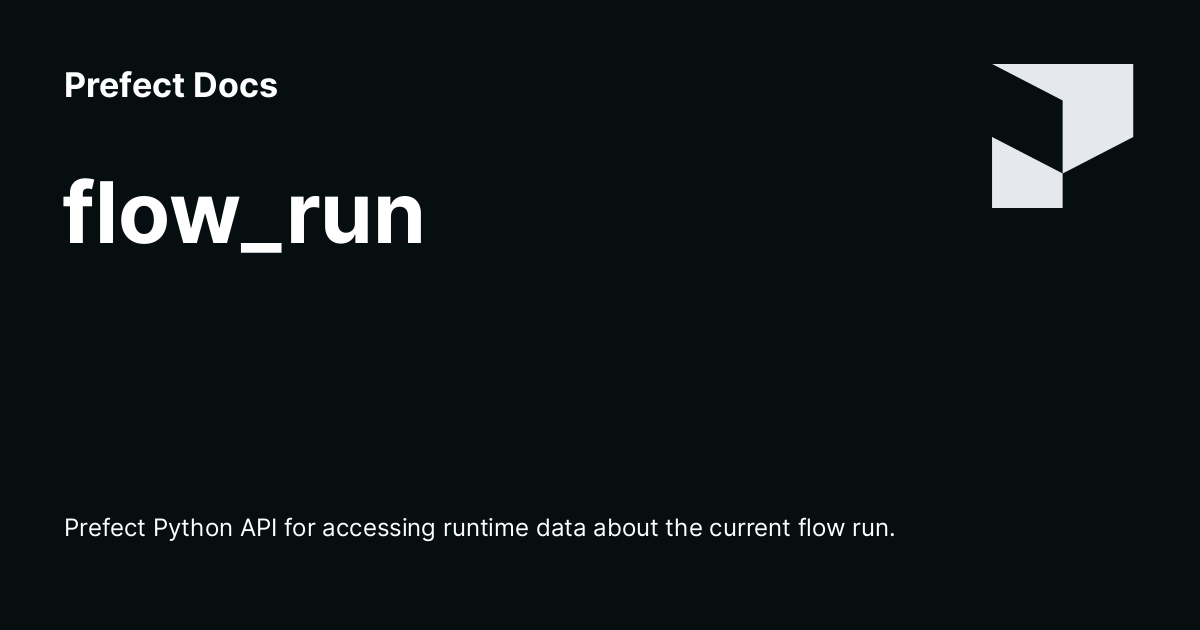 Prefect Docs
flow_run
Prefect Python API for accessing runtime data about the current flow run.